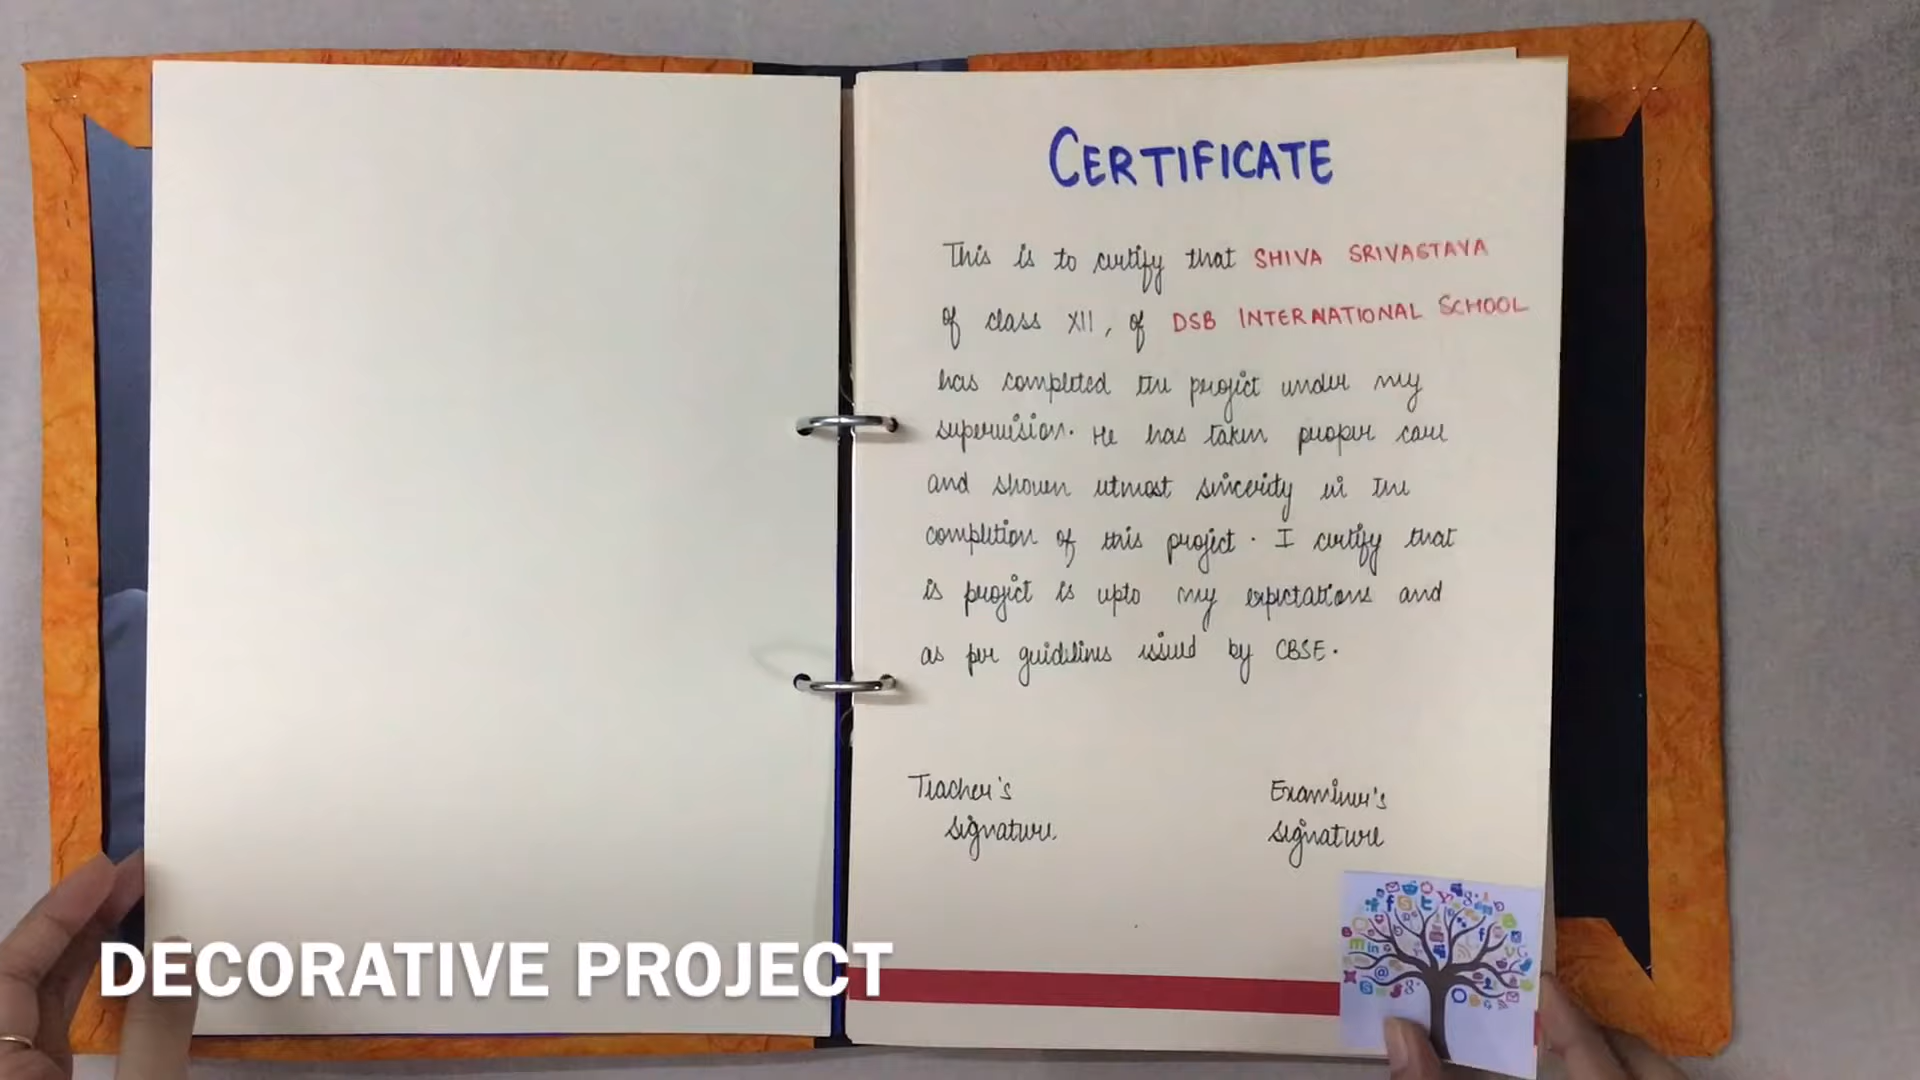 CERTIFICATE
This is to certify that SHIVA SRIVASTAVA
of class XII, of DSB INTERNATIONAL SCHOOL
has completed the project under my
supervision. He has taken proper care
and shown utmost sincerity in the
completion of this project. I certify that
is project is upto my expectations and
as per guidelines issued by CBSE.
Teacher's
signature
Examiner's
signature
DECORATIVE PROJECT